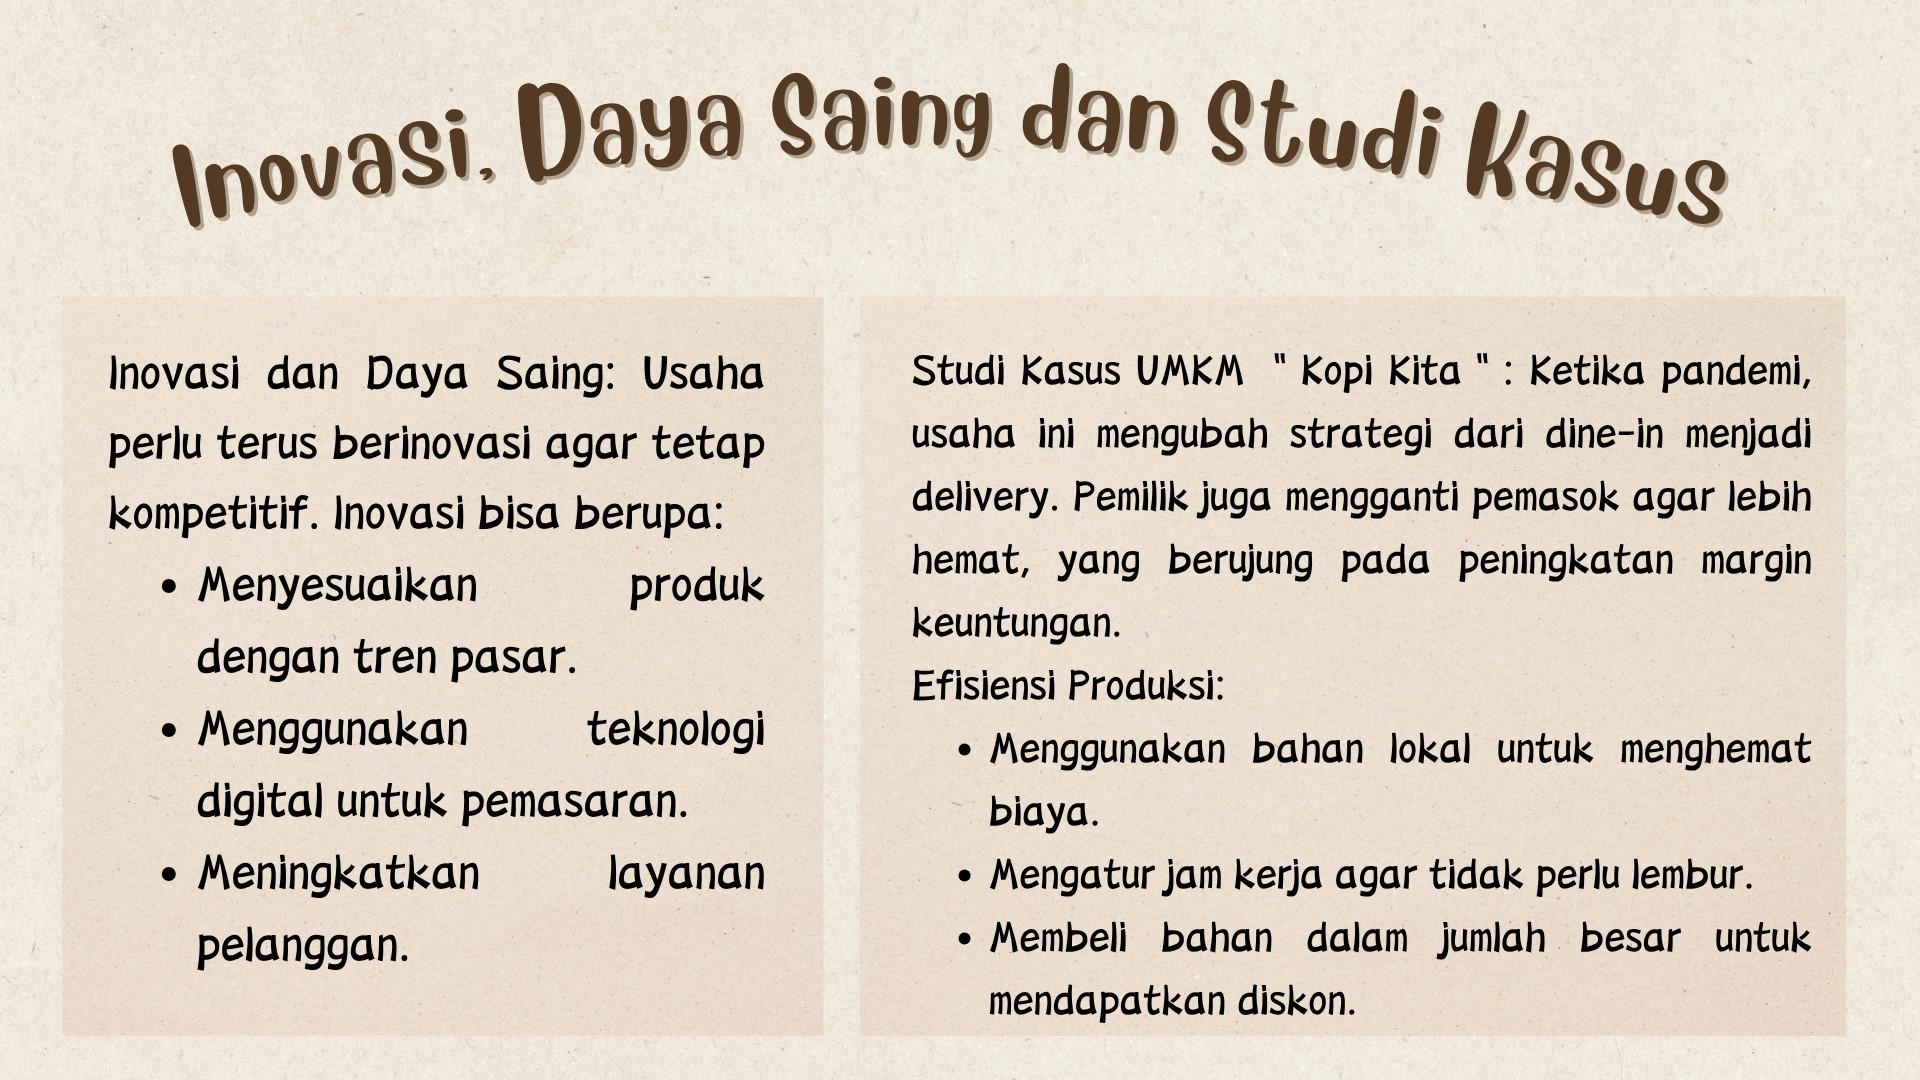 Inovasi, Daya Saing dan Studi Kasus
Inovasi dan Daya Saing: Usaha
perlu terus berinovasi agar tetap
kompetitif. Inovasi bisa berupa:
• Menyesuaikan produk
dengan tren pasar.
• Menggunakan teknologi
digital untuk pemasaran.
• Meningkatkan layanan
pelanggan.
Studi Kasus UMKM " Kopi Kita " : Ketika pandemi,
usaha ini mengubah strategi dari dine-in menjadi
delivery. Pemilik juga mengganti pemasok agar lebih
hemat, yang berujung pada peningkatan margin
keuntungan.
Efisiensi Produksi:
• Menggunakan bahan lokal untuk menghemat
biaya.
• Mengatur jam kerja agar tidak perlu lembur.
• Membeli bahan dalam jumlah besar untuk
mendapatkan diskon.